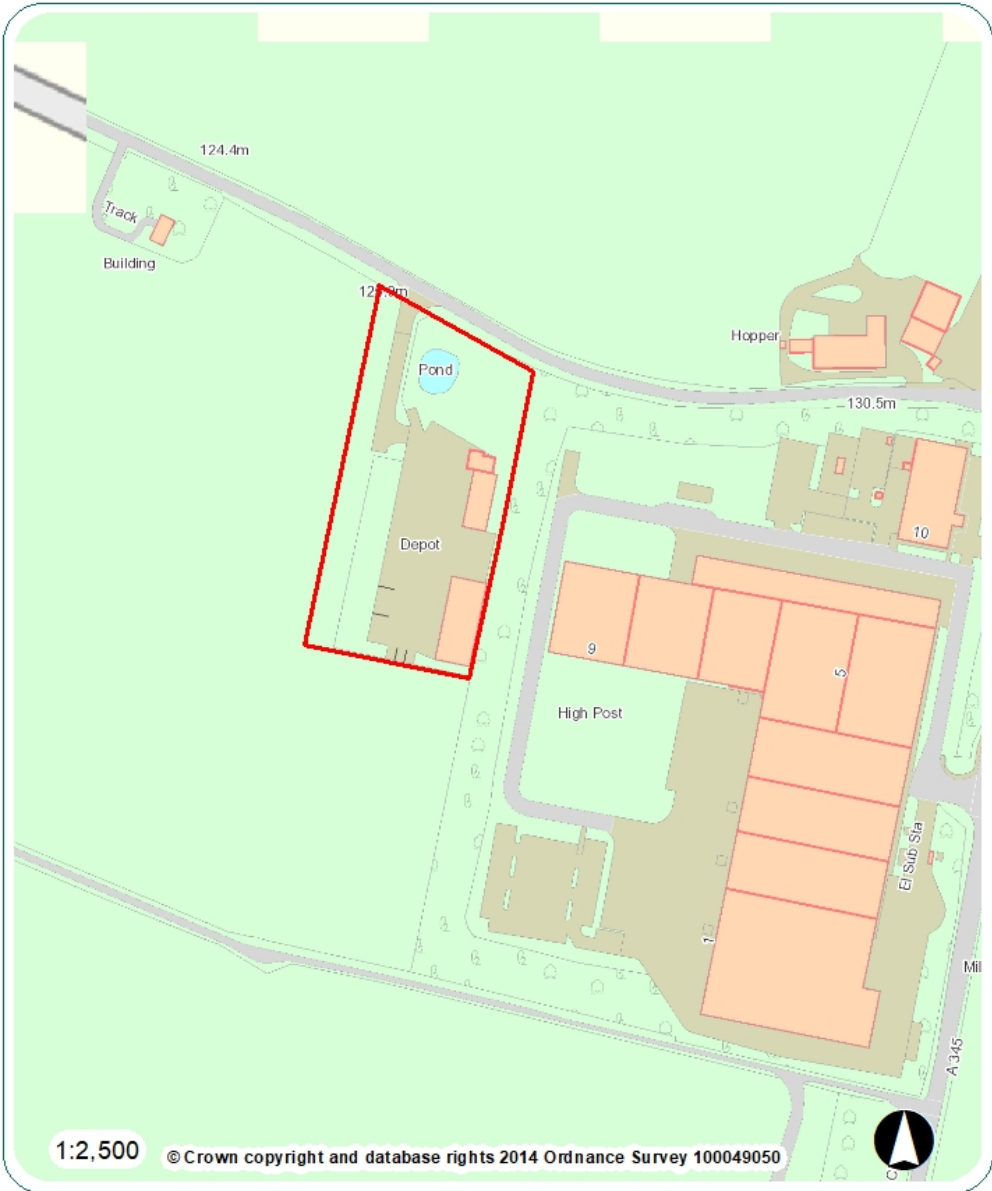 124.4m
Track
Building
Hopper
Pond
130.5m
10
Depot
9
5
High Post
El Sub Sta
1
A 345
1:2,500
© Crown copyright and database rights 2014 Ordnance Survey 100049050